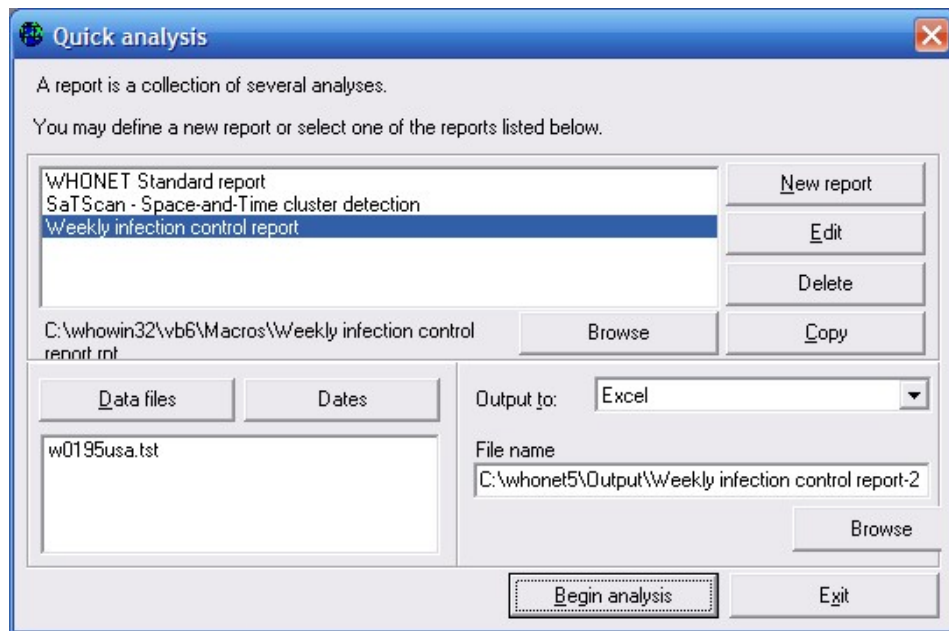 Quick analysis
A report is a collection of several analyses.
You may define a new report or select one of the reports listed below.
WHONET Standard report
SaTScan - Space-and-Time cluster detection
Weekly infection control report
New report
Edit
Delete
Copy
C:\whowin32\vb6\Macros\Weekly infection control
report.rpt
Browse
Data files
Dates
w0195usa.tst
Output to:
Excel
File name
C:\whonet5\Output\Weekly infection control report-2
Browse
Begin analysis
Exit